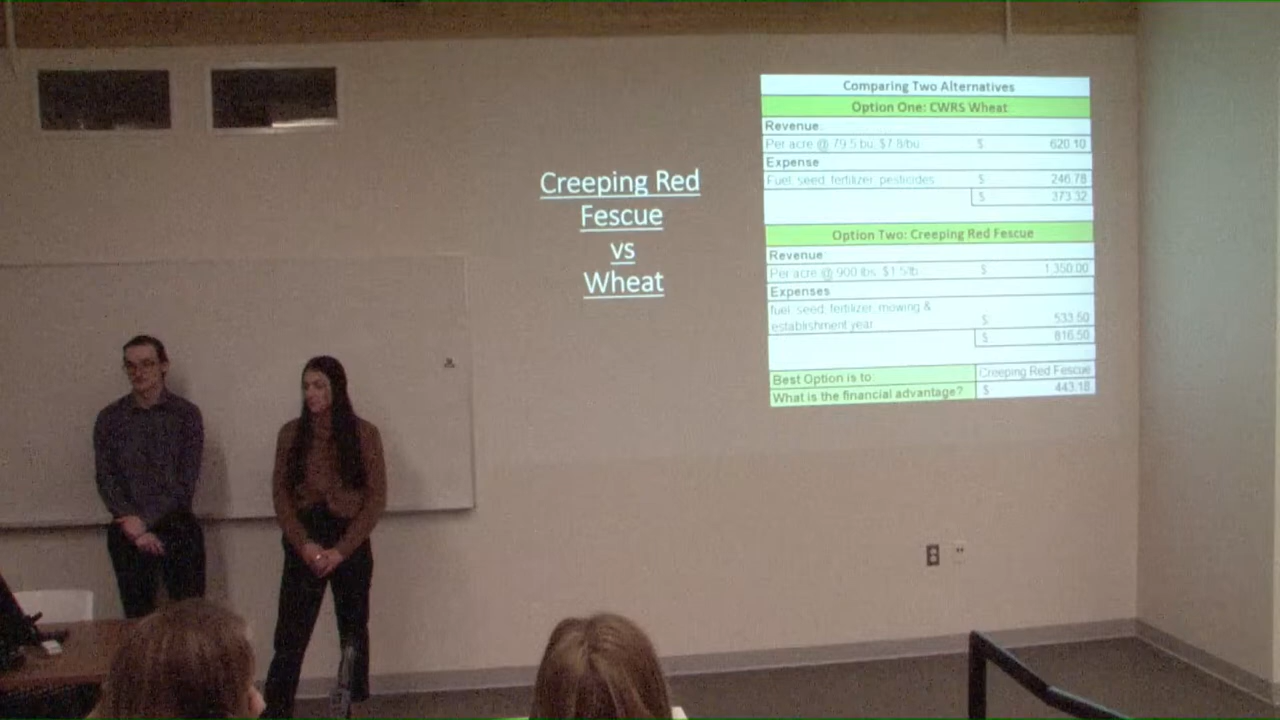 Creeping Red
Fescue
vs
Wheat
Comparing Two Alternatives
Option One: CWRS Wheat
Revenue
Per acre @ 79.5 bu, $7.8/bu $ 620.10
Expense
Fuel, seed, fertilizer, pesticides $ 246.78
$ 373.32
Option Two: Creeping Red Fescue
Revenue
Per acre @ 900 lbs, $1.5/lb $ 1,350.00
Expenses
fuel, seed, fertilizer, mowing &
establishment year $ 533.50
$ 816.50
Best Option is to: Creeping Red Fescue
What is the financial advantage? $ 443.18